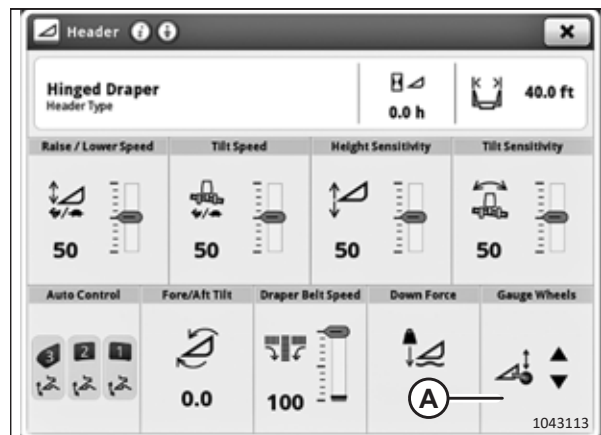 Header i
Hinged Draper
Header Type
0.0 h
40.0 ft
Raise / Lower Speed
Tilt Speed
Height Sensitivity
Tilt Sensitivity
50
50
50
50
Auto Control
Fore/Aft Tilt
Draper Belt Speed
Down Force
Gauge Wheels
3 2 1
0.0
100
A
1043113